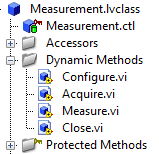 Measurement.lvclass
Measurement.ctl
Accessors
Dynamic Methods
Configure.vi
Acquire.vi
Measure.vi
Close.vi
Protected Methods